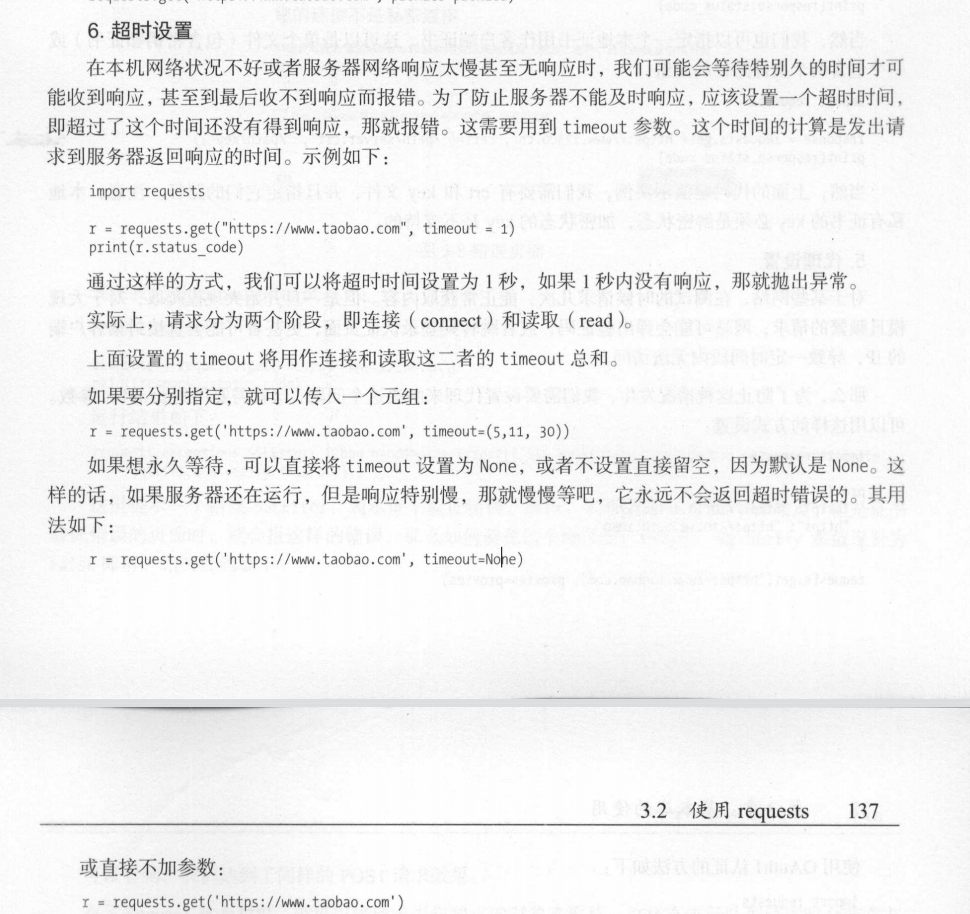 6. 超时设置
在本机网络状况不好或者服务器网络响应太慢甚至无响应时，我们可能会等待特别久的时间才可
能收到响应，甚至到最后收不到响应而报错。为了防止服务器不能及时响应，应该设置一个超时时间，
即超过了这个时间还没有得到响应，那就报错。这需要用到 timeout 参数。这个时间的计算是发出请
求到服务器返回响应的时间。示例如下：
import requests
r = requests.get("https://www.taobao.com", timeout = 1)
print(r.status_code)
通过这样的方式，我们可以将超时时间设置为 1 秒，如果 1 秒内没有响应，那就抛出异常。
实际上，请求分为两个阶段，即连接（connect）和读取（read）。
上面设置的 timeout 将用作连接和读取这二者的 timeout 总和。
如果要分别指定，就可以传入一个元组：
r = requests.get('https://www.taobao.com', timeout=(5,11, 30))
如果想永久等待，可以直接将 timeout 设置为 None，或者不设置直接留空，因为默认是 None。这
样的话，如果服务器还在运行，但是响应特别慢，那就慢慢等吧，它永远不会返回超时错误的。其用
法如下：
r = requests.get('https://www.taobao.com', timeout=None)
3.2 使用 requests 137
或直接不加参数：
r = requests.get('https://www.taobao.com')